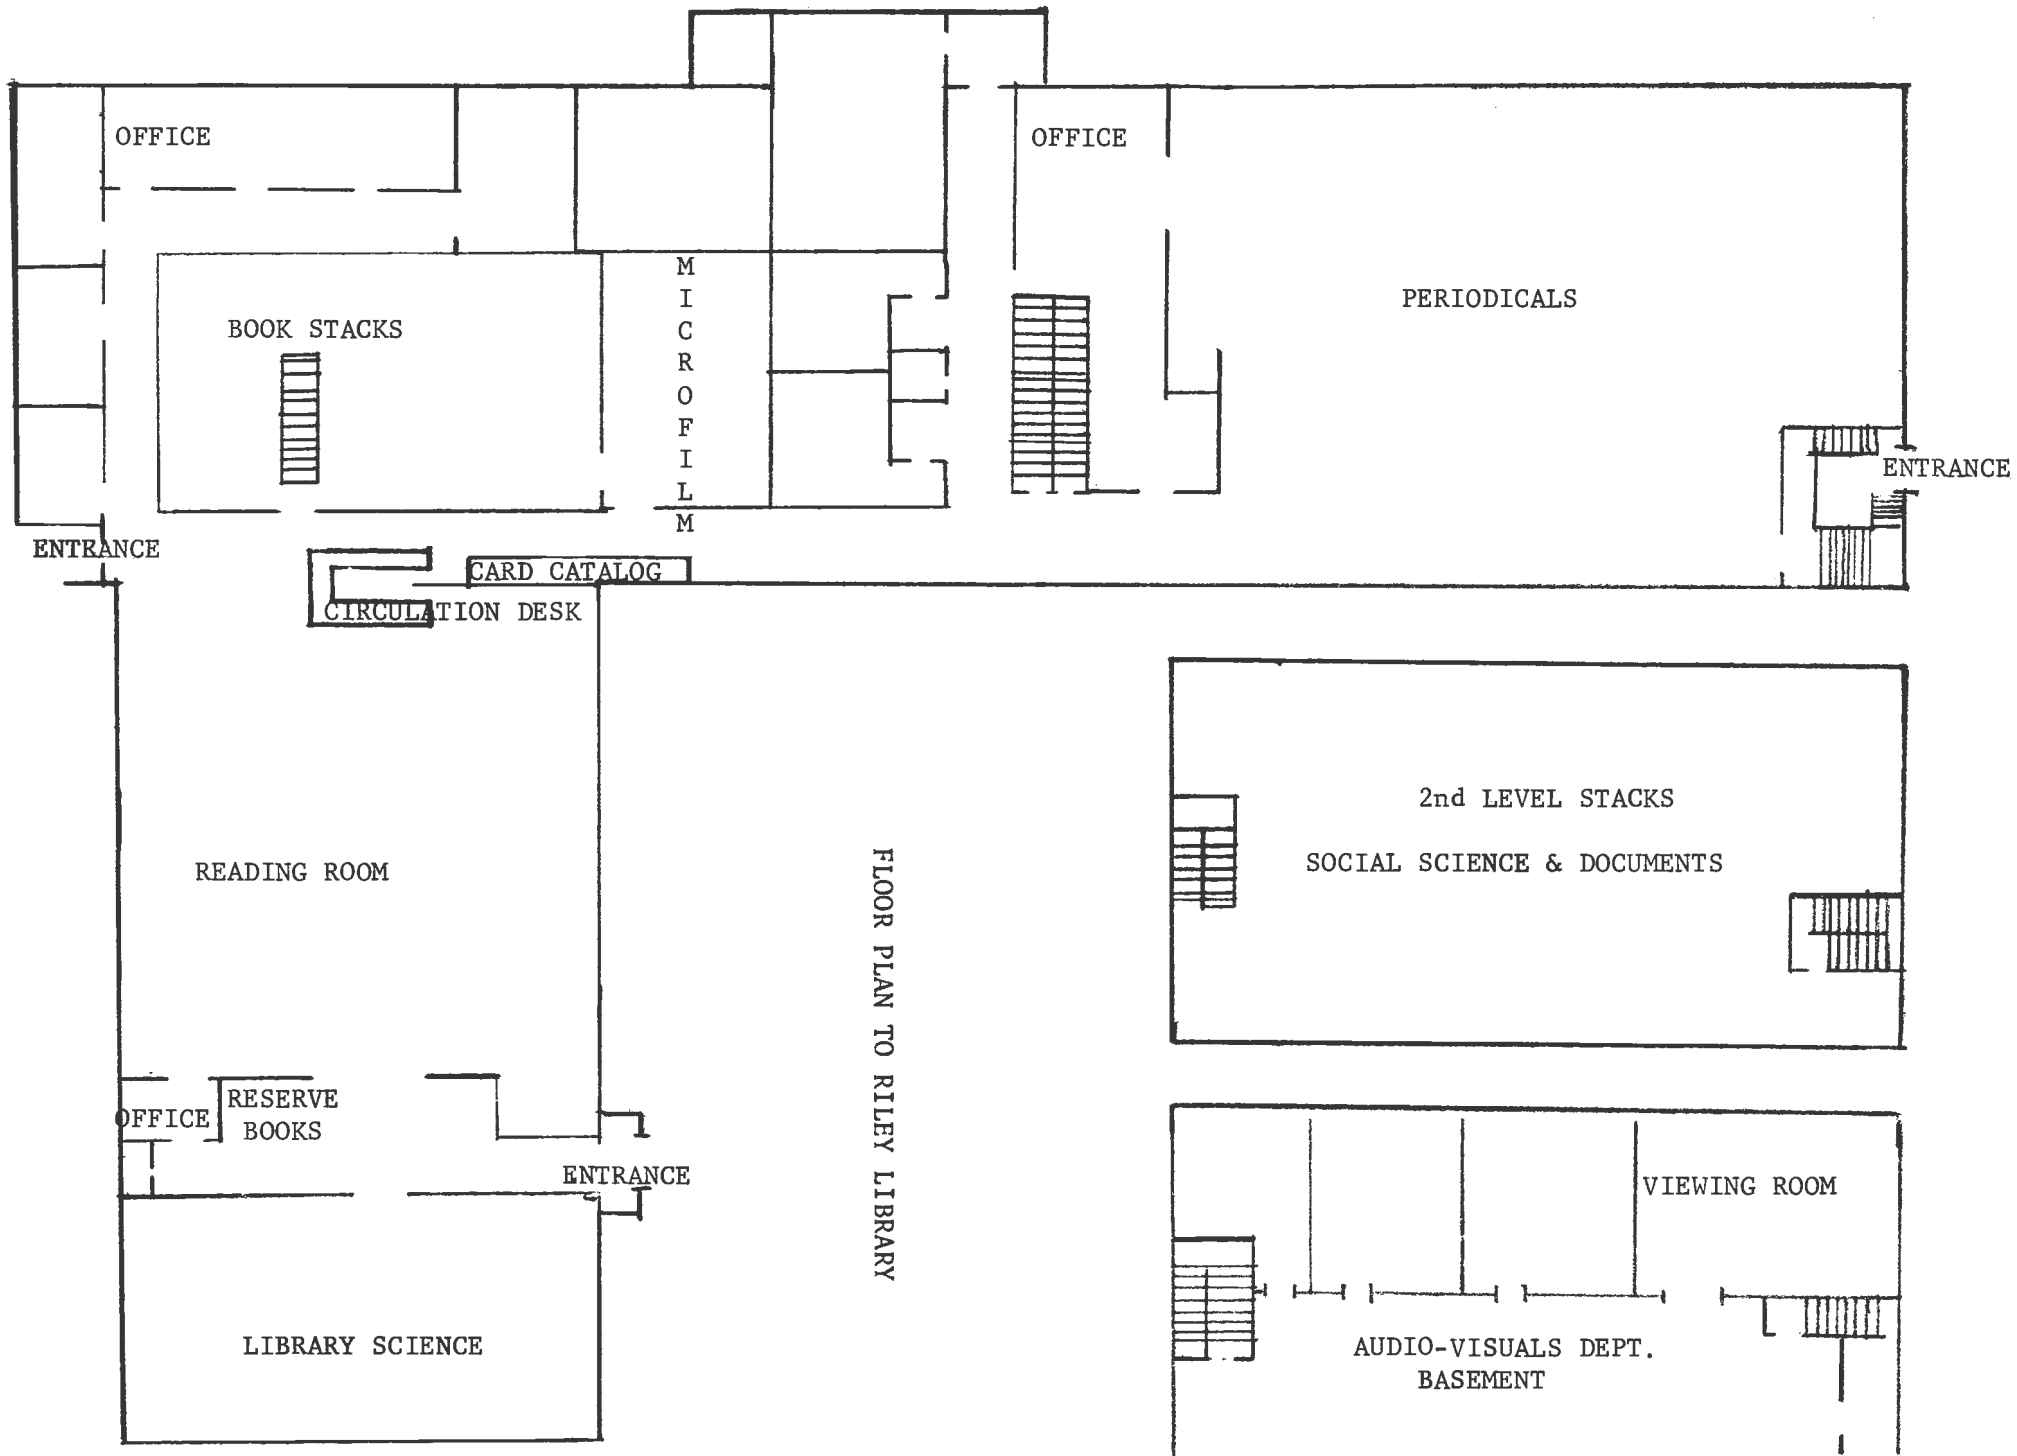 OFFICE
OFFICE
BOOK STACKS
MICROFILM
PERIODICALS
ENTRANCE
ENTRANCE
CARD CATALOG
CIRCULATION DESK
READING ROOM
2nd LEVEL STACKS
SOCIAL SCIENCE & DOCUMENTS
FLOOR PLAN TO RILEY LIBRARY
OFFICE
RESERVE
BOOKS
ENTRANCE
VIEWING ROOM
LIBRARY SCIENCE
AUDIO-VISUALS DEPT.
BASEMENT